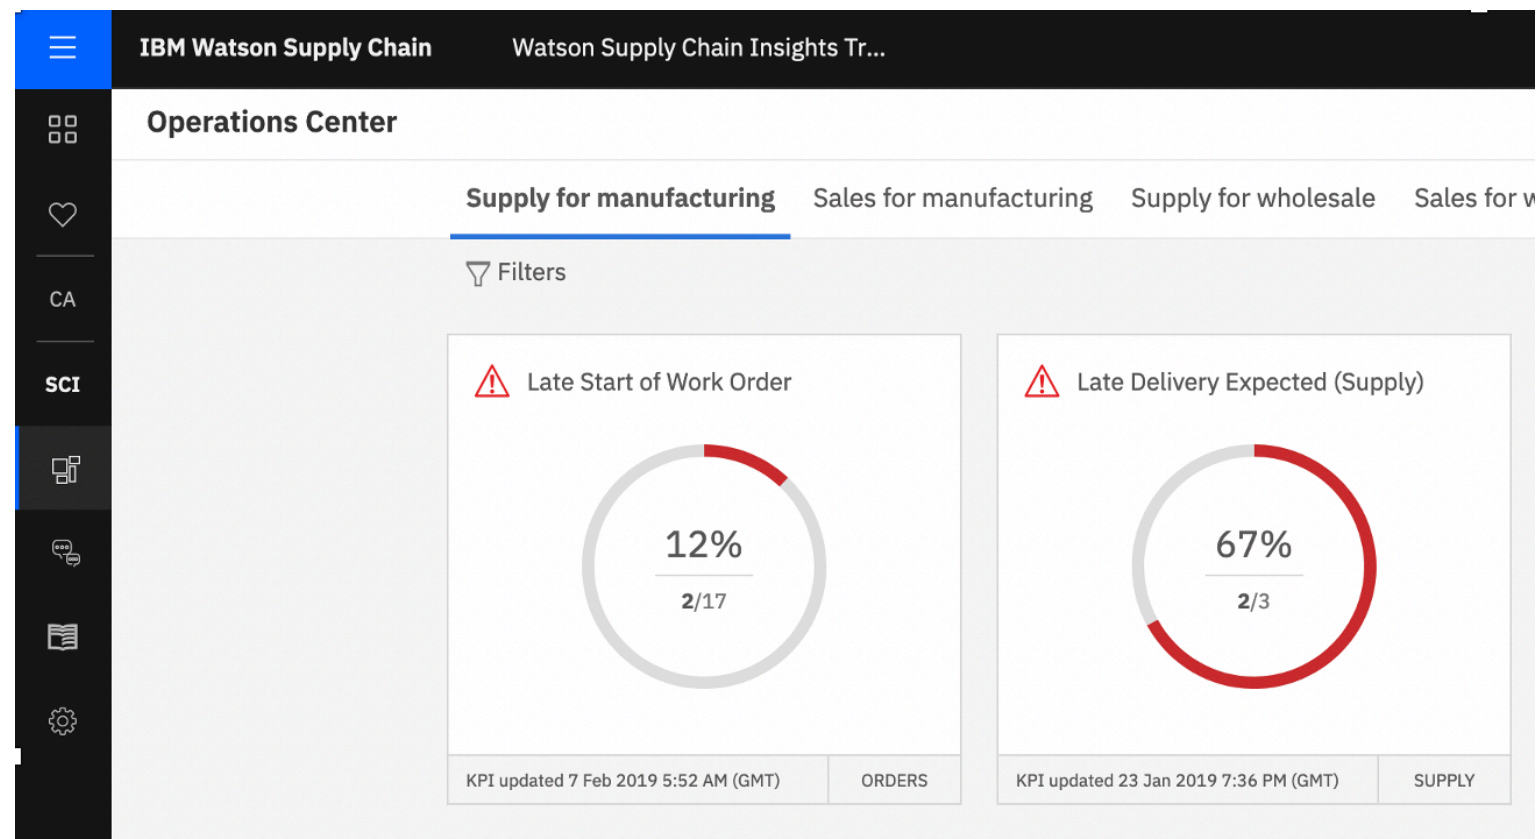 IBM Watson Supply Chain
Watson Supply Chain Insights Tr...
Operations Center
Supply for manufacturing
Sales for manufacturing
Supply for wholesale
Sales for w
Filters
CA
SCI
Late Start of Work Order
12%
2/17
KPI updated 7 Feb 2019 5:52 AM (GMT)
ORDERS
Late Delivery Expected (Supply)
67%
2/3
KPI updated 23 Jan 2019 7:36 PM (GMT)
SUPPLY